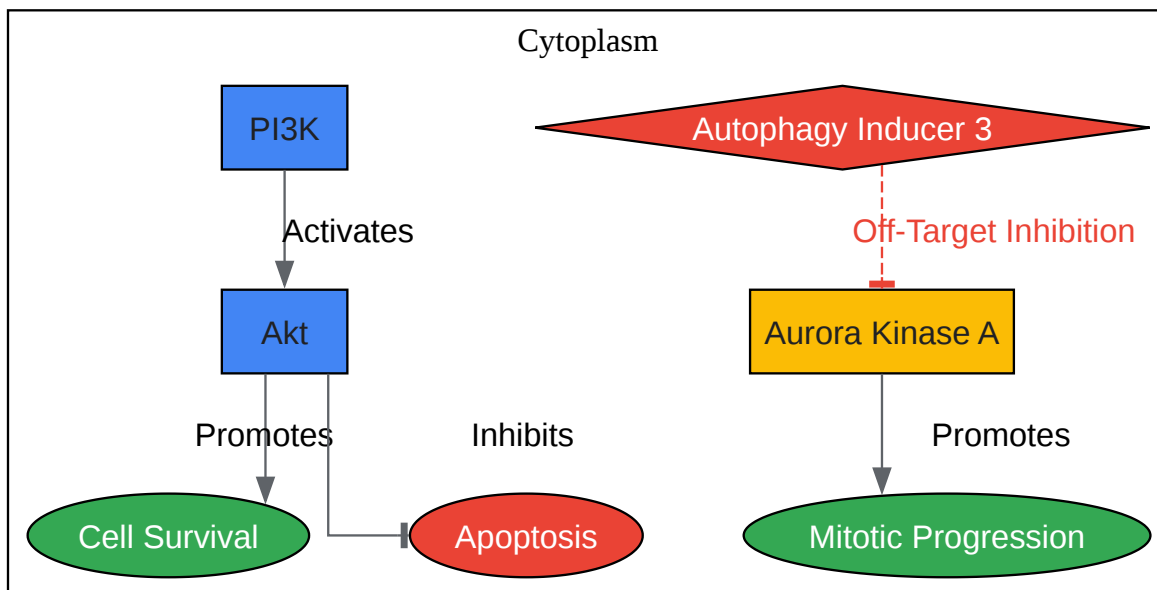 Cytoplasm
PI3K
Autophagy Inducer 3
Activates
Off-Target Inhibition
Akt
Aurora Kinase A
Promotes
Inhibits
Promotes
Cell Survival
Apoptosis
Mitotic Progression